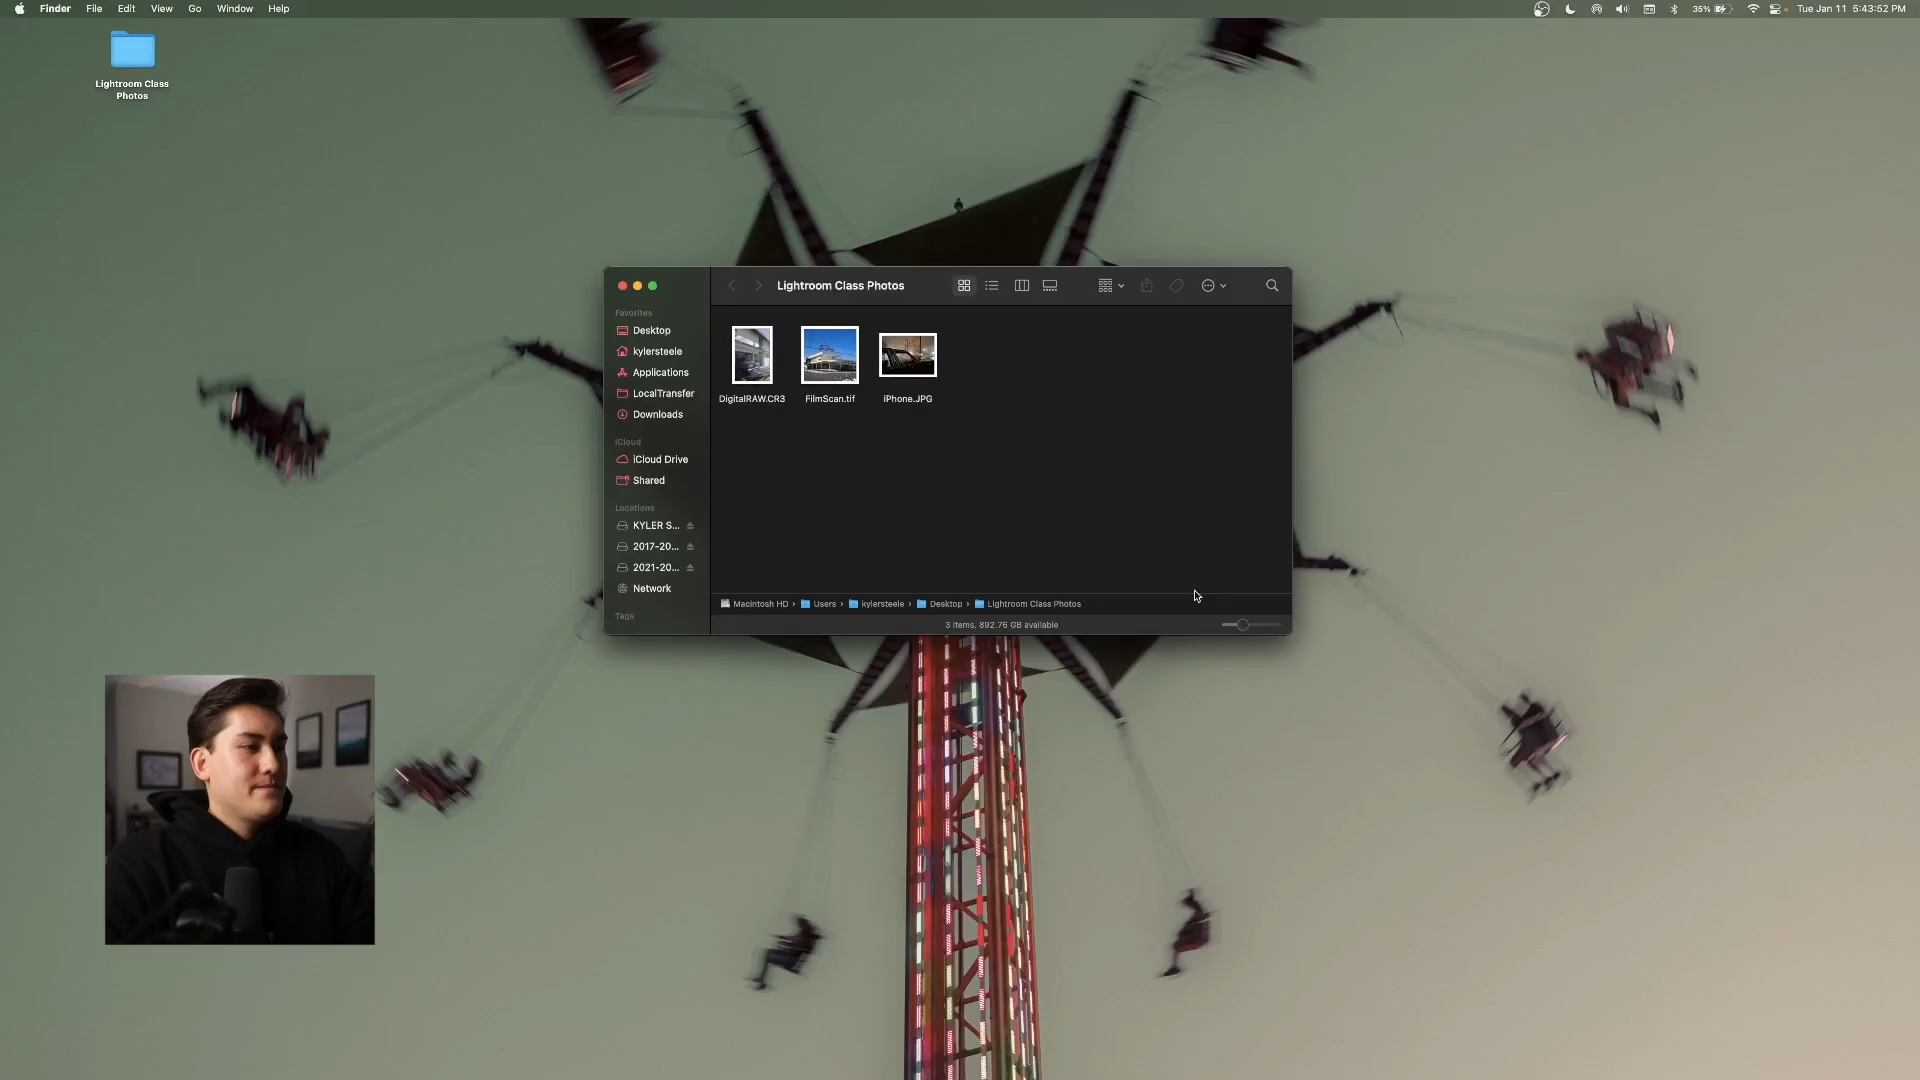 Finder File Edit View Go Window Help 35% Tue Jan 11 5:43:52 PM
Lightroom Class
Photos
Lightroom Class Photos
Favorites
Desktop
kylersteele
Applications
LocalTransfer
Downloads
iCloud
iCloud Drive
Shared
Locations
KYLER S...
2017-20...
2021-20...
Network
Tags
DigitalRAW.CR3 FilmScan.tif iPhone.JPG
Macintosh HD › Users › kylersteele › Desktop › Lightroom Class Photos
3 items, 892.76 GB available